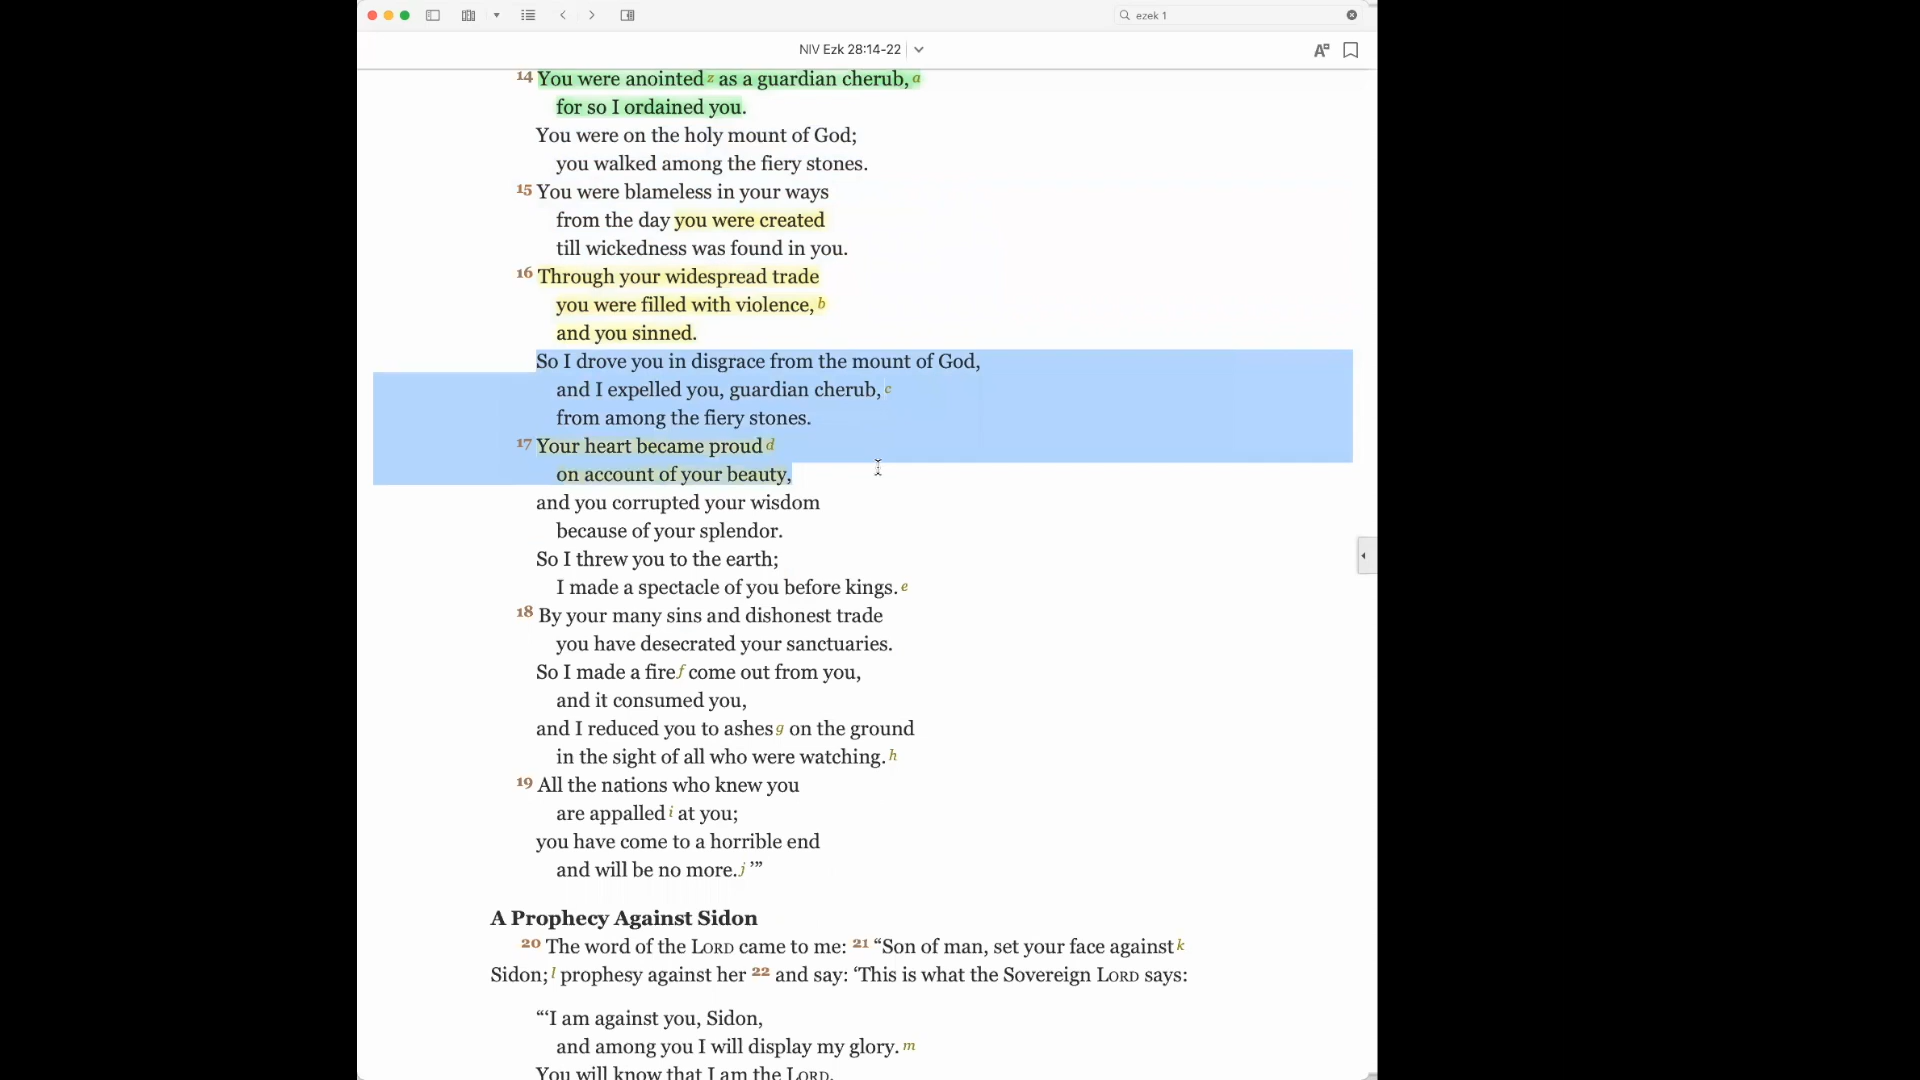 ezek 1
NIV Ezk 28:14-22
A
14 You were anointed z as a guardian cherub, a
for so I ordained you.
You were on the holy mount of God;
you walked among the fiery stones.
15 You were blameless in your ways
from the day you were created
till wickedness was found in you.
16 Through your widespread trade
you were filled with violence, b
and you sinned.
So I drove you in disgrace from the mount of God,
and I expelled you, guardian cherub, c
from among the fiery stones.
17 Your heart became proud d
on account of your beauty,
and you corrupted your wisdom
because of your splendor.
So I threw you to the earth;
I made a spectacle of you before kings. e
18 By your many sins and dishonest trade
you have desecrated your sanctuaries.
So I made a fire f come out from you,
and it consumed you,
and I reduced you to ashes g on the ground
in the sight of all who were watching. h
19 All the nations who knew you
are appalled i at you;
you have come to a horrible end
and will be no more. j ’”
A Prophecy Against Sidon
20 The word of the LORD came to me: 21 “Son of man, set your face against k
Sidon; l prophesy against her 22 and say: ‘This is what the Sovereign LORD says:
“‘I am against you, Sidon,
and among you I will display my glory. m
You will know that I am the LORD,